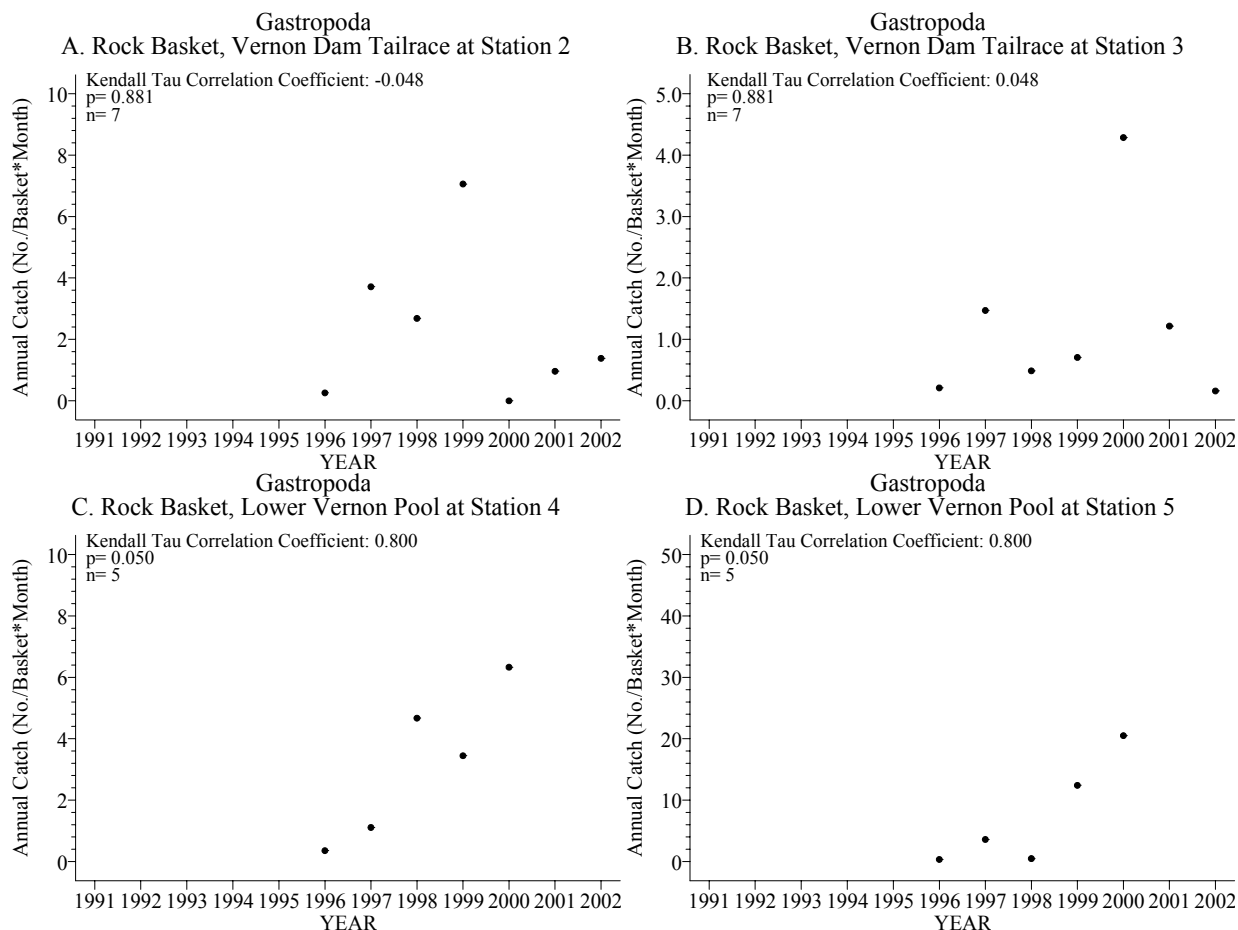 Gastropoda
A. Rock Basket, Vernon Dam Tailrace at Station 2
Kendall Tau Correlation Coefficient: -0.048
p= 0.881
n= 7
Annual Catch (No./Basket*Month)
10
8
6
4
2
0
1991 1992 1993 1994 1995 1996 1997 1998 1999 2000 2001 2002
YEAR
Gastropoda
B. Rock Basket, Vernon Dam Tailrace at Station 3
Kendall Tau Correlation Coefficient: 0.048
p= 0.881
n= 7
Annual Catch (No./Basket*Month)
5.0
4.0
3.0
2.0
1.0
0.0
1991 1992 1993 1994 1995 1996 1997 1998 1999 2000 2001 2002
YEAR
Gastropoda
C. Rock Basket, Lower Vernon Pool at Station 4
Kendall Tau Correlation Coefficient: 0.800
p= 0.050
n= 5
Annual Catch (No./Basket*Month)
10
8
6
4
2
0
1991 1992 1993 1994 1995 1996 1997 1998 1999 2000 2001 2002
YEAR
Gastropoda
D. Rock Basket, Lower Vernon Pool at Station 5
Kendall Tau Correlation Coefficient: 0.800
p= 0.050
n= 5
Annual Catch (No./Basket*Month)
50
40
30
20
10
0
1991 1992 1993 1994 1995 1996 1997 1998 1999 2000 2001 2002
YEAR